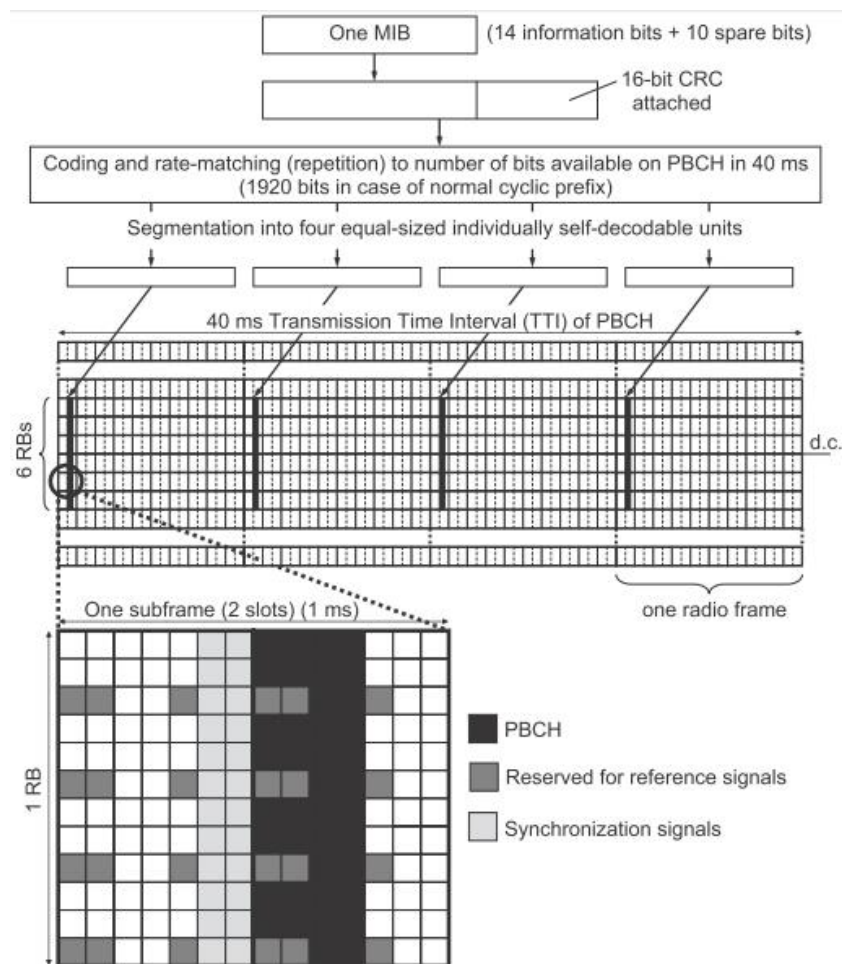 One MIB
(14 information bits + 10 spare bits)
16-bit CRC
attached
Coding and rate-matching (repetition) to number of bits available on PBCH in 40 ms
(1920 bits in case of normal cyclic prefix)
Segmentation into four equal-sized individually self-decodable units
40 ms Transmission Time Interval (TTI) of PBCH
6 RBs
d.c.
one radio frame
One subframe (2 slots) (1 ms)
1 RB
PBCH
Reserved for reference signals
Synchronization signals